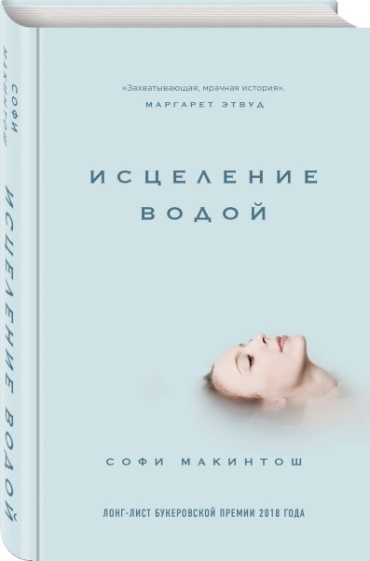 «Захватывающая, мрачная история».
МАРГАРЕТ ЭТВУД
ИСЦЕЛЕНИЕ
ВОДОЙ
СОФИ МАКИНТОШ
ЛОНГ-ЛИСТ БУКЕРОВСКОЙ ПРЕМИИ 2018 ГОДА
СОФИ
МАКИНТОШ
ИСЦЕЛЕНИЕ ВОДОЙ